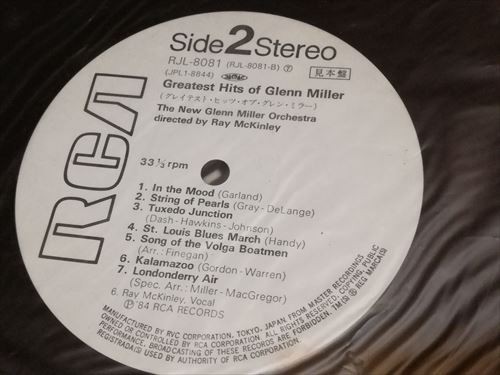 Side 2 Stereo
RJL-8081 (RJL-8081-B) Ⓨ
(JPL1-8844)
見本盤
Greatest Hits of Glenn Miller
(グレイテスト・ヒッツ・オブ・グレン・ミラー)
The New Glenn Miller Orchestra
directed by Ray McKinley
RCA
33 1/3 rpm
1. In the Mood (Garland)
2. String of Pearls (Gray-DeLange)
3. Tuxedo Junction
(Dash-Hawkins-Johnson)
4. St. Louis Blues March (Handy)
5. Song of the Volga Boatmen
(Arr.: Finegan)
6. Kalamazoo (Gordon-Warren)
7. Londonderry Air
(Spec. Arr.: Miller-MacGregor)
6. Ray McKinley, Vocal
Ⓟ '84 RCA RECORDS
MANUFACTURED BY RVC CORPORATION, TOKYO, JAPAN, FROM MASTER RECORDINGS
OWNED OR CONTROLLED BY RCA CORPORATION. ALL RIGHTS RESERVED. COPYING, PUBLIC
PERFORMANCE, BROADCASTING OF THESE RECORDS ARE FORBIDDEN. TM(S) ® REG MARCA(S)
REGISTRADA(S) USED BY AUTHORITY OF RCA CORPORATION.